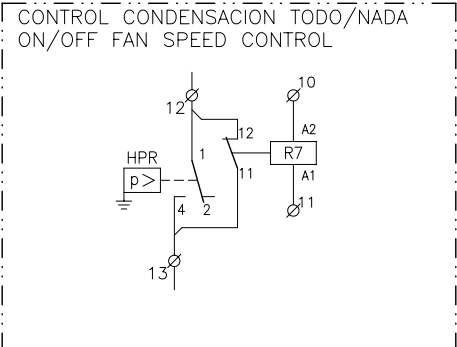 CONTROL CONDENSACION TODO/NADA
ON/OFF FAN SPEED CONTROL
10
12
12
A2
1
R7
HPR
p>
11
A1
4
2
11
13